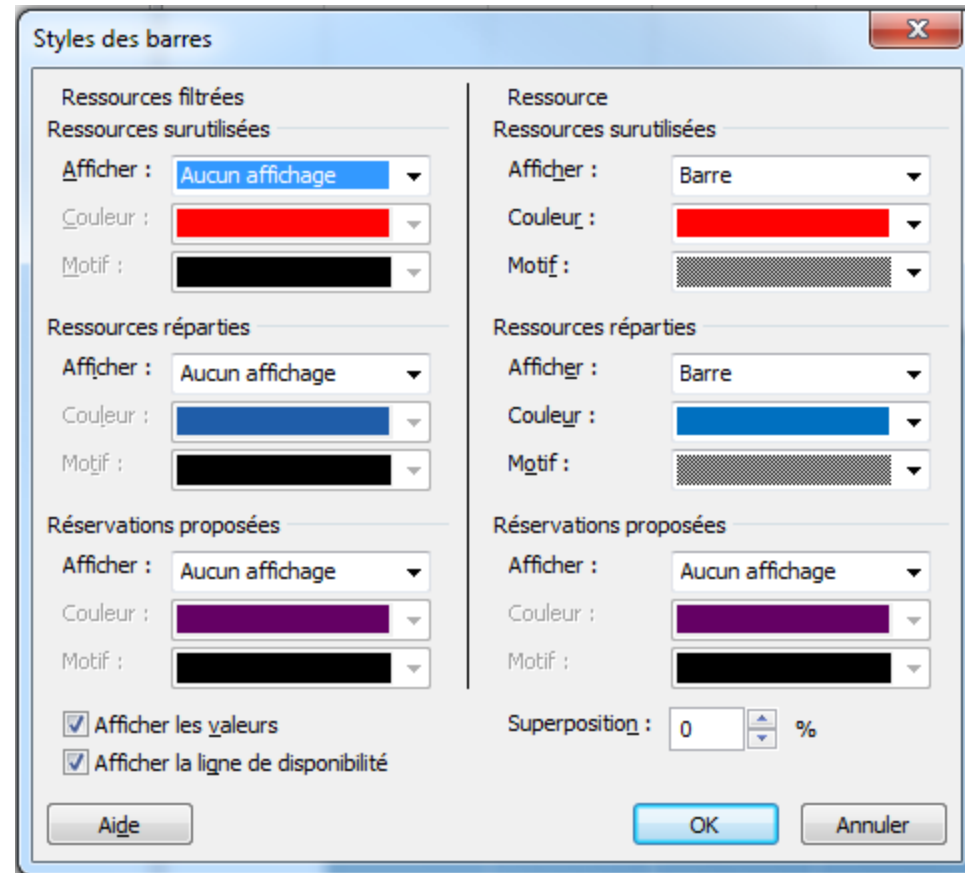 Styles des barres
Ressources filtrées
Ressources surutilisées
Afficher : Aucun affichage
Couleur :
Motif :
Ressources réparties
Afficher : Aucun affichage
Couleur :
Motif :
Réservations proposées
Afficher : Aucun affichage
Couleur :
Motif :
Afficher les valeurs
Afficher la ligne de disponibilité
Ressource
Ressources surutilisées
Afficher : Barre
Couleur :
Motif :
Ressources réparties
Afficher : Barre
Couleur :
Motif :
Réservations proposées
Afficher : Aucun affichage
Couleur :
Motif :
Superposition : 0 %
Aide
OK
Annuler